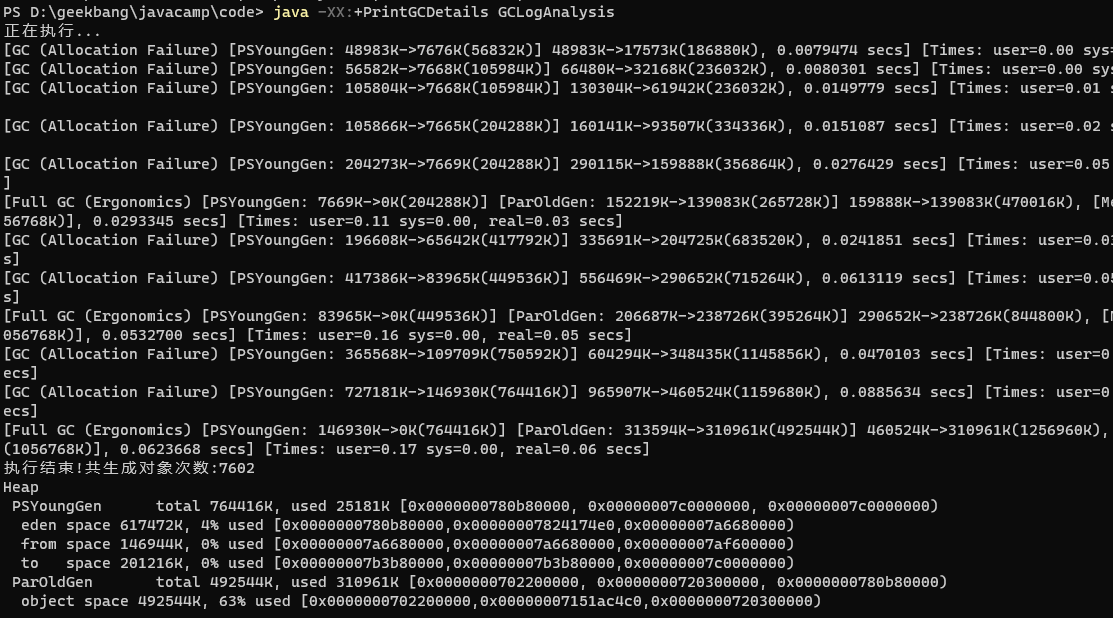 PS D:\geekbang\javacamp\code> java -XX:+PrintGCDetails GCLogAnalysis
正在执行...
[GC (Allocation Failure) [PSYoungGen: 48983K->7676K(56832K)] 48983K->17573K(186880K), 0.0079474 secs] [Times: user=0.00 sys=
[GC (Allocation Failure) [PSYoungGen: 56582K->7668K(105984K)] 66480K->32168K(236032K), 0.0080301 secs] [Times: user=0.00 sys
[GC (Allocation Failure) [PSYoungGen: 105804K->7668K(105984K)] 130304K->61942K(236032K), 0.0149779 secs] [Times: user=0.01 s
[GC (Allocation Failure) [PSYoungGen: 105866K->7665K(204288K)] 160141K->93507K(334336K), 0.0151087 secs] [Times: user=0.02 s
[GC (Allocation Failure) [PSYoungGen: 204273K->7669K(204288K)] 290115K->159888K(356864K), 0.0276429 secs] [Times: user=0.05
]
[Full GC (Ergonomics) [PSYoungGen: 7669K->0K(204288K)] [ParOldGen: 152219K->139083K(265728K)] 159888K->139083K(470016K), [Me
56768K)], 0.0293345 secs] [Times: user=0.11 sys=0.00, real=0.03 secs]
[GC (Allocation Failure) [PSYoungGen: 196608K->65642K(417792K)] 335691K->204725K(683520K), 0.0241851 secs] [Times: user=0.03
s]
[GC (Allocation Failure) [PSYoungGen: 417386K->83965K(449536K)] 556469K->290652K(715264K), 0.0613119 secs] [Times: user=0.05
s]
[Full GC (Ergonomics) [PSYoungGen: 83965K->0K(449536K)] [ParOldGen: 206687K->238726K(395264K)] 290652K->238726K(844800K), [M
056768K)], 0.0532700 secs] [Times: user=0.16 sys=0.00, real=0.05 secs]
[GC (Allocation Failure) [PSYoungGen: 365568K->109709K(750592K)] 604294K->348435K(1145856K), 0.0470103 secs] [Times: user=0
ecs]
[GC (Allocation Failure) [PSYoungGen: 727181K->146930K(764416K)] 965907K->460524K(1159680K), 0.0885634 secs] [Times: user=0
ecs]
[Full GC (Ergonomics) [PSYoungGen: 146930K->0K(764416K)] [ParOldGen: 313594K->310961K(492544K)] 460524K->310961K(1256960K),
(1056768K)], 0.0623668 secs] [Times: user=0.17 sys=0.00, real=0.06 secs]
执行结束!共生成对象次数:7602
Heap
 PSYoungGen      total 764416K, used 25181K [0x0000000780b80000, 0x00000007c0000000, 0x00000007c0000000)
  eden space 617472K, 4% used [0x0000000780b80000,0x00000007824174e0,0x00000007a6680000)
  from space 146944K, 0% used [0x00000007a6680000,0x00000007a6680000,0x00000007af600000)
  to   space 201216K, 0% used [0x00000007b3b80000,0x00000007b3b80000,0x00000007c0000000)
 ParOldGen       total 492544K, used 310961K [0x0000000702200000, 0x0000000720300000, 0x0000000780b80000)
  object space 492544K, 63% used [0x0000000702200000,0x00000007151ac4c0,0x0000000720300000)